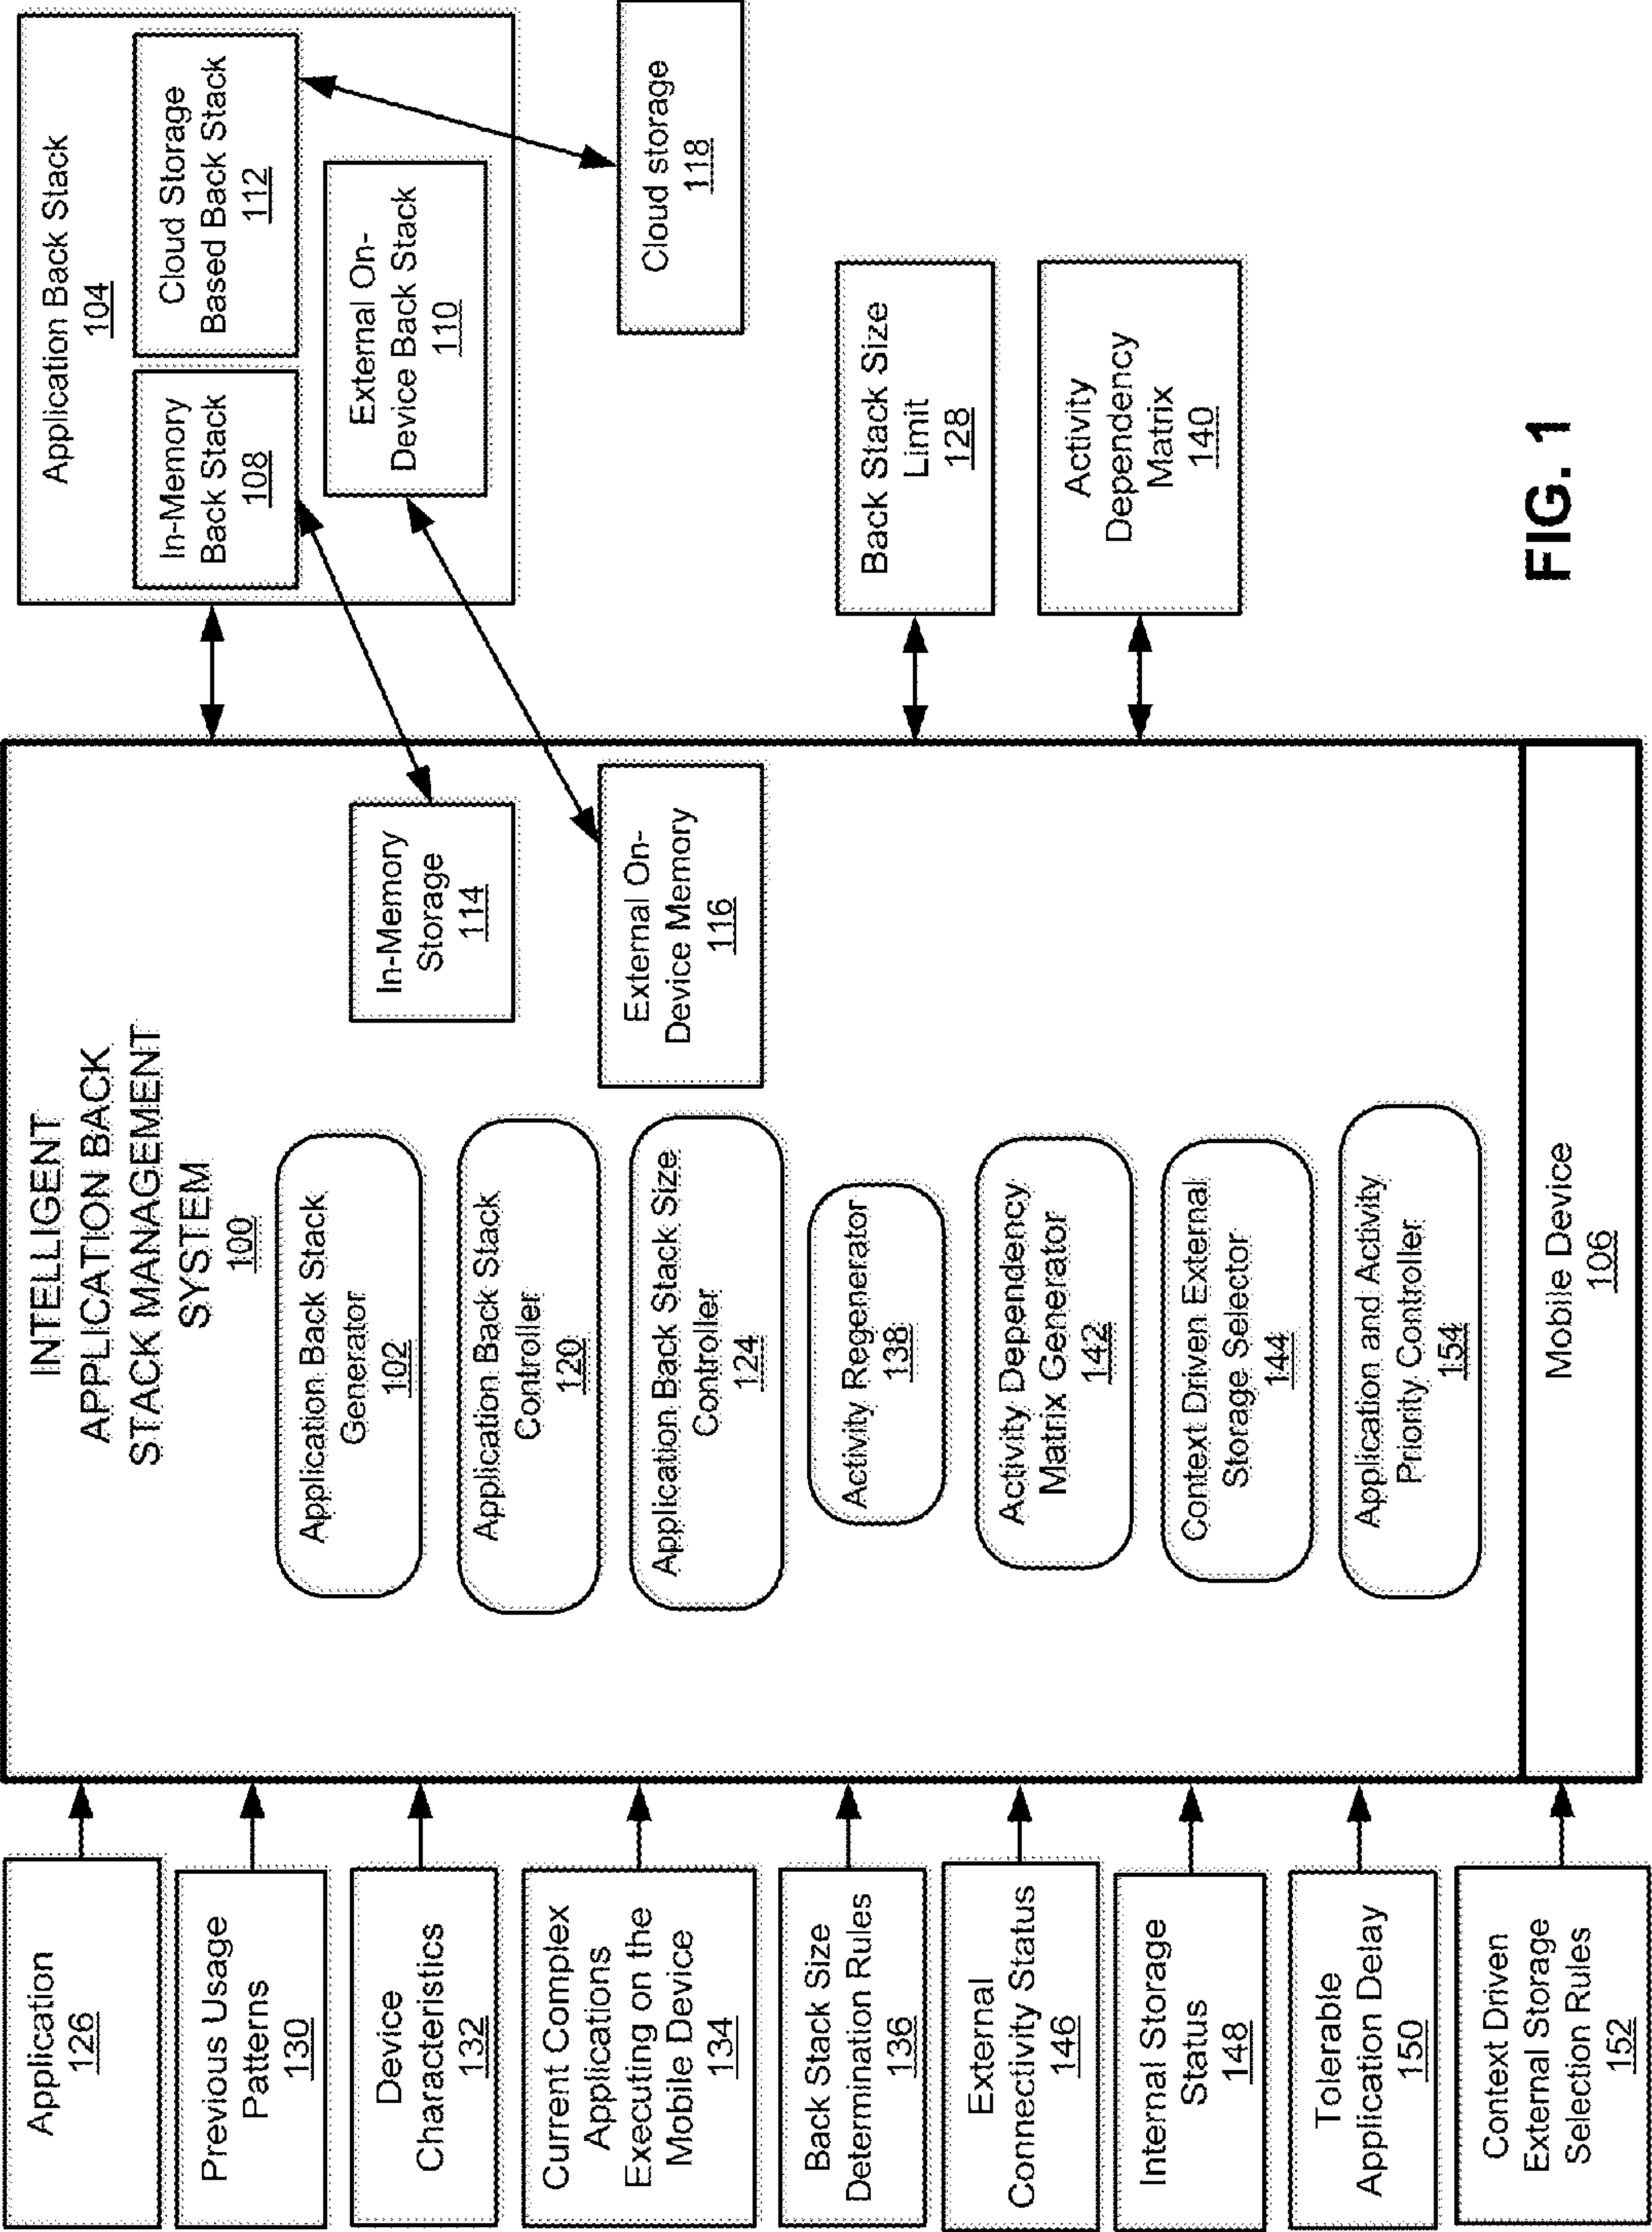 Application
126
Previous Usage
Patterns
130
Device
Characteristics
132
Current Complex
Applications
Executing on the
Mobile Device
134
Back Stack Size
Determination Rules
136
External
Connectivity Status
146
Internal Storage
Status
148
Tolerable
Application Delay
150
Context Driven
External Storage
Selection Rules
152
INTELLIGENT
APPLICATION BACK
STACK MANAGEMENT
SYSTEM
100
Application Back Stack
Generator
102
Application Back Stack
Controller
120
Application Back Stack Size
Controller
124
Activity Regenerator
138
Activity Dependency
Matrix Generator
142
Context Driven External
Storage Selector
144
Application and Activity
Priority Controller
154
In-Memory
Storage
114
External On-
Device Memory
116
Mobile Device
106
Application Back Stack
104
In-Memory
Back Stack
108
Cloud Storage
Based Back Stack
112
External On-
Device Back Stack
110
Cloud storage
118
Back Stack Size
Limit
128
Activity
Dependency
Matrix
140
FIG. 1